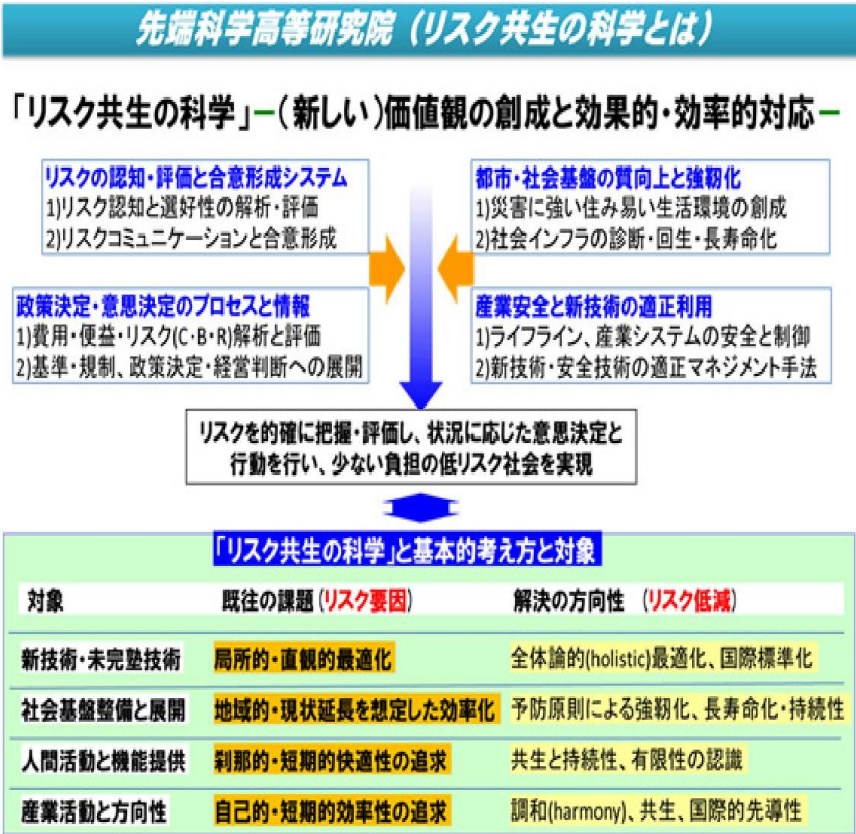 先端科学高等研究院（リスク共生の科学とは）
「リスク共生の科学」－（新しい）価値観の創成と効果的・効率的対応－
リスクの認知・評価と合意形成システム
1)リスク認知と選好性の解析・評価
2)リスクコミュニケーションと合意形成
都市・社会基盤の質向上と強靭化
1)災害に強い住み易い生活環境の創成
2)社会インフラの診断・回生・長寿命化
政策決定・意思決定のプロセスと情報
1)費用・便益・リスク(C・B・R)解析と評価
2)基準・規制、政策決定・経営判断への展開
産業安全と新技術の適正利用
1)ライフライン、産業システムの安全と制御
2)新技術・安全技術の適正マネジメント手法
リスクを的確に把握・評価し、状況に応じた意思決定と
行動を行い、少ない負担の低リスク社会を実現
「リスク共生の科学」と基本的考え方と対象
対象 既往の課題(リスク要因) 解決の方向性 (リスク低減)
新技術・未完塾技術 局所的・直観的最適化 全体論的(holistic)最適化、国際標準化
社会基盤整備と展開 地域的・現状延長を想定した効率化 予防原則による強靭化、長寿命化・持続性
人間活動と機能提供 刹那的・短期的快適性の追求 共生と持続性、有限性の認識
産業活動と方向性 自己的・短期的効率性の追求 調和(harmony)、共生、国際的先導性